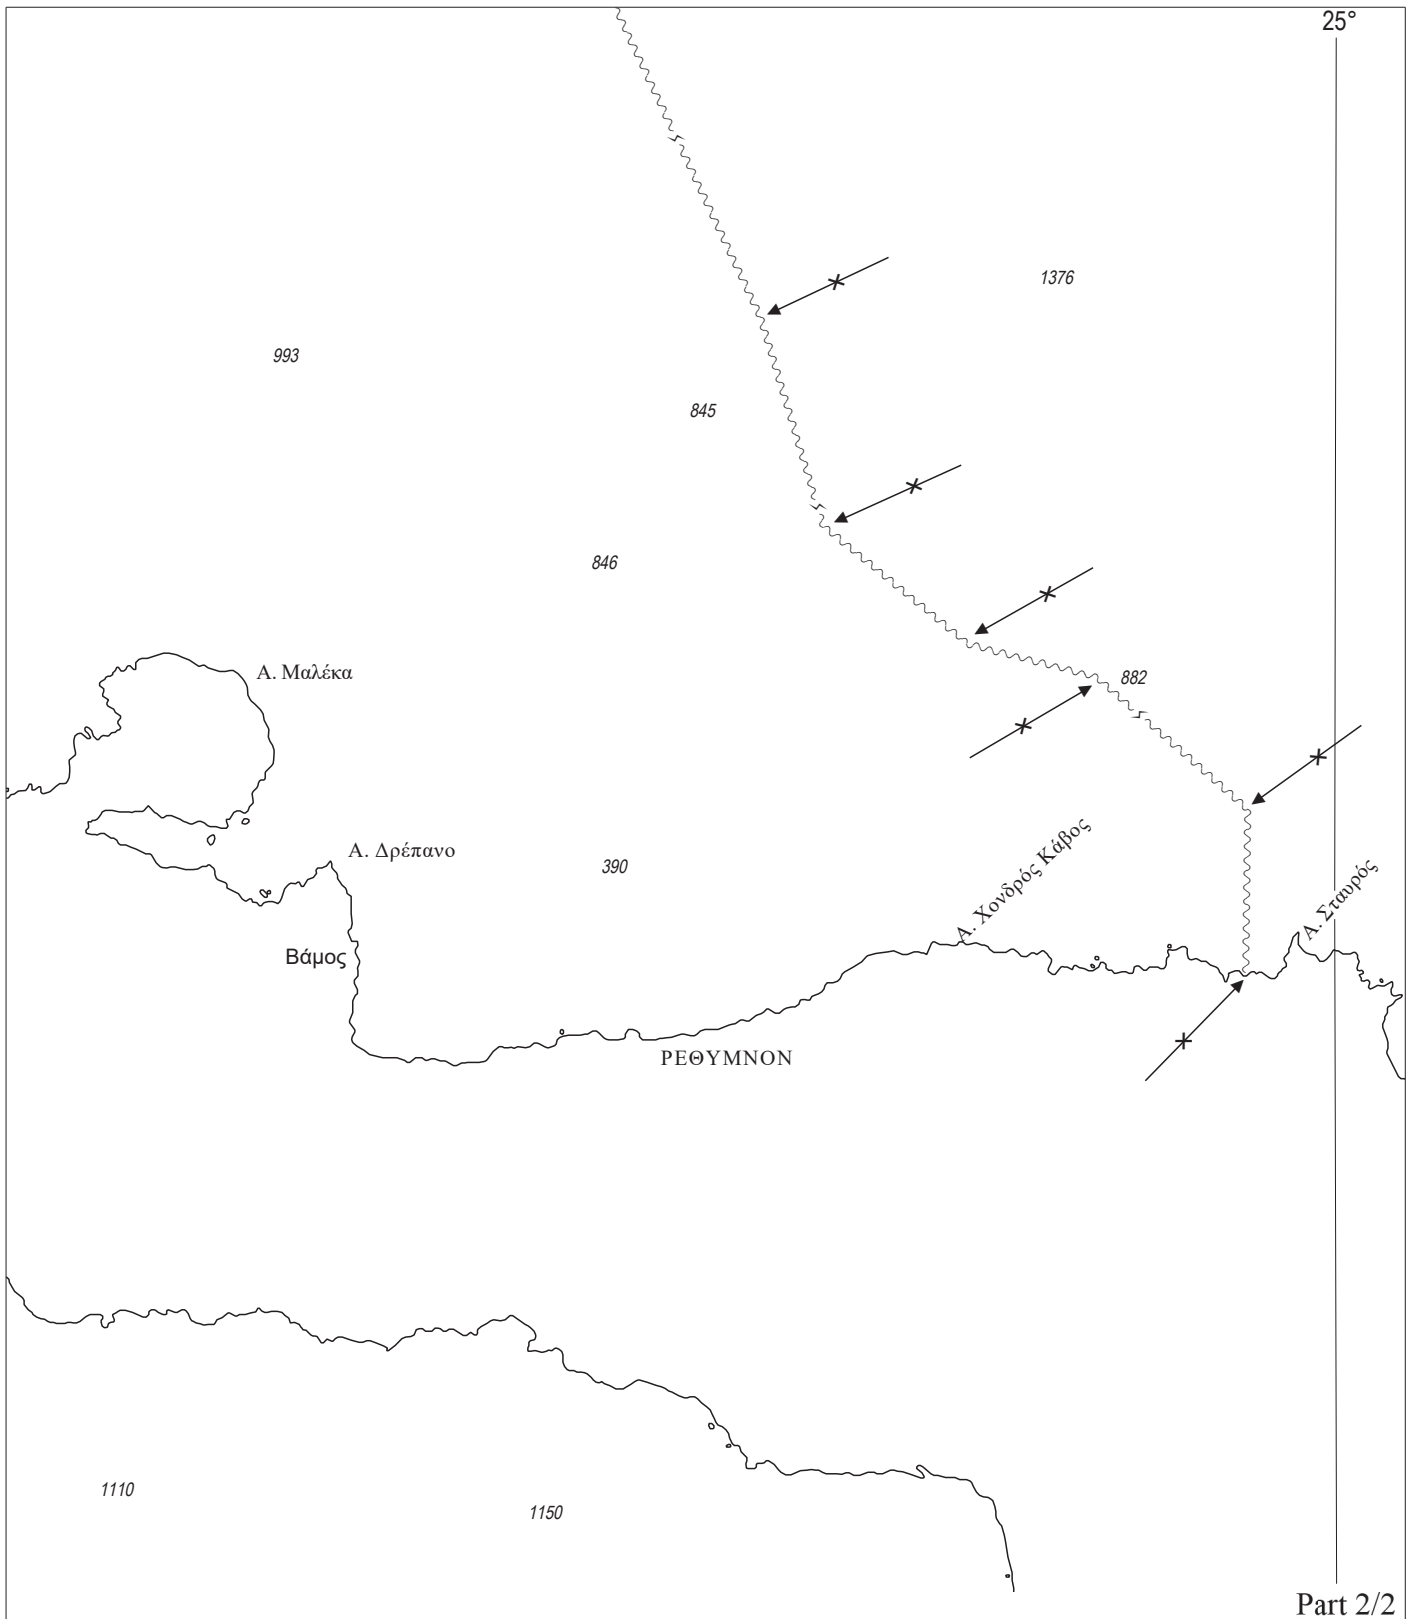 25°
1376
993
845
846
Α. Μαλέκα
882
Α. Δρέπανο
390
Α. Χονδρός Κάβος
Α. Σταυρός
Βάμος
ΡΕΘΥΜΝΟΝ
1110
1150
Part 2/2